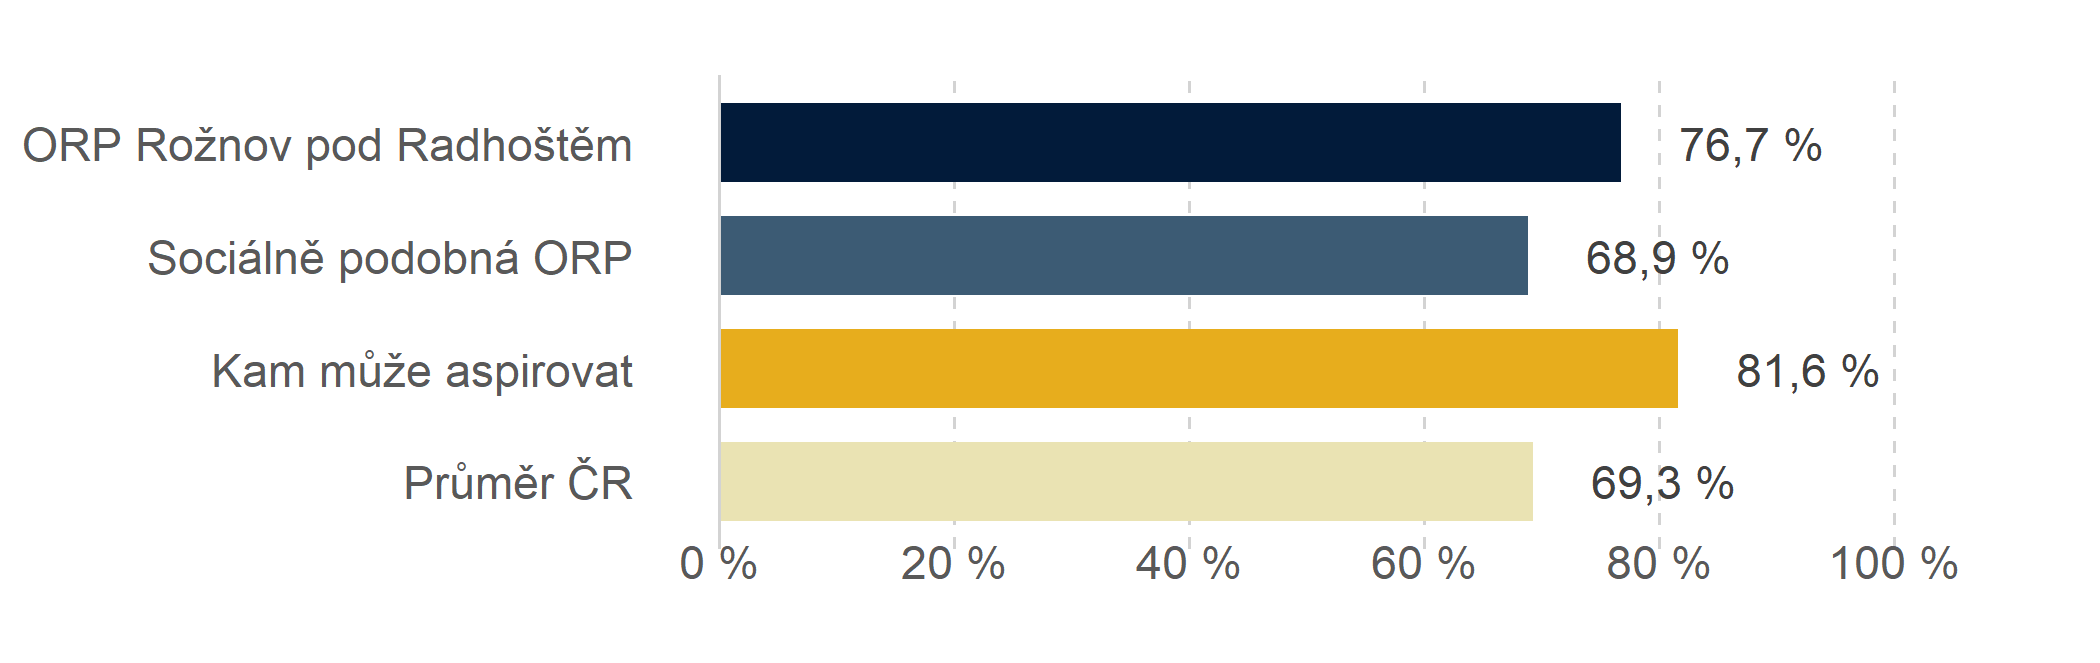 ORP Rožnov pod Radhoštěm 76,7 %
Sociálně podobná ORP 68,9 %
Kam může aspirovat 81,6 %
Průměr ČR 69,3 %
0 % 20 % 40 % 60 % 80 % 100 %